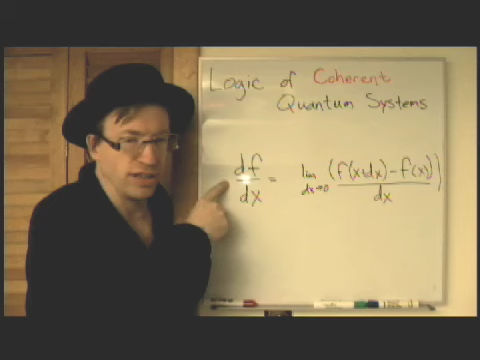 Logic of Coherent
Quantum Systems
df/dx = lim dx→0 (f(x+dx) - f(x))/dx)